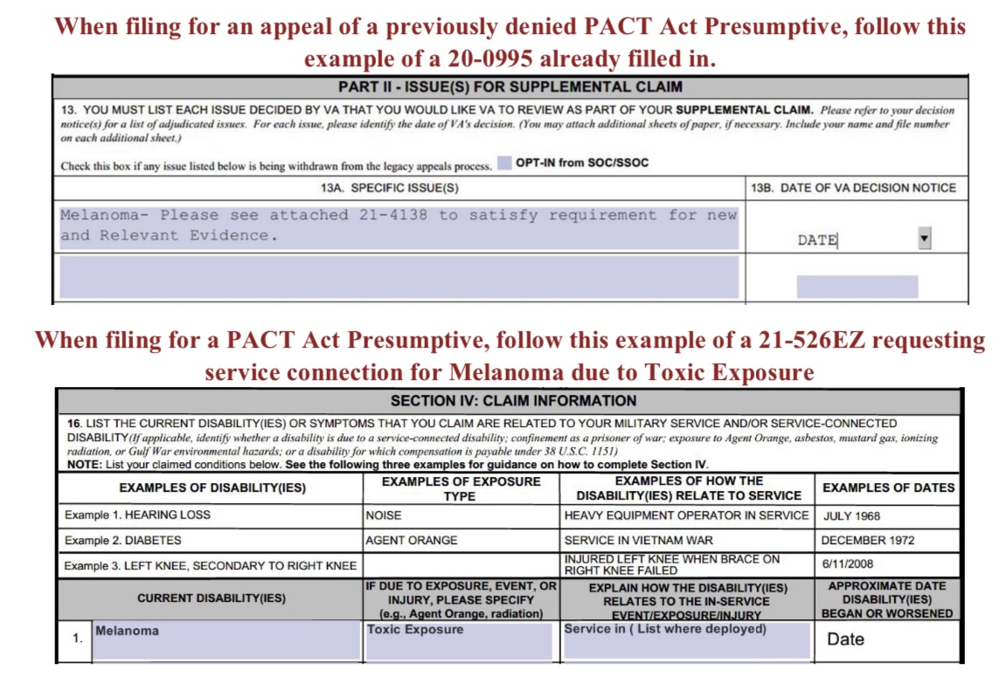 When filing for an appeal of a previously denied PACT Act Presumptive, follow this
example of a 20-0995 already filled in.
PART II - ISSUE(S) FOR SUPPLEMENTAL CLAIM
13. YOU MUST LIST EACH ISSUE DECIDED BY VA THAT YOU WOULD LIKE VA TO REVIEW AS PART OF YOUR SUPPLEMENTAL CLAIM. Please refer to your decision
notice(s) for a list of adjudicated issues. For each issue, please identify the date of VA's decision. (You may attach additional sheets of paper, if necessary. Include your name and file number
on each additional sheet.)
Check this box if any issue listed below is being withdrawn from the legacy appeals process. OPT-IN from SOC/SSOC
13A. SPECIFIC ISSUE(S)
13B. DATE OF VA DECISION NOTICE
Melanoma- Please see attached 21-4138 to satisfy requirement for new
and Relevant Evidence.
DATE
When filing for a PACT Act Presumptive, follow this example of a 21-526EZ requesting
service connection for Melanoma due to Toxic Exposure
SECTION IV: CLAIM INFORMATION
16. LIST THE CURRENT DISABILITY(IES) OR SYMPTOMS THAT YOU CLAIM ARE RELATED TO YOUR MILITARY SERVICE AND/OR SERVICE-CONNECTED
DISABILITY (If applicable, identify whether a disability is due to a service-connected disability; confinement as a prisoner of war; exposure to Agent Orange, asbestos, mustard gas, ionizing
radiation, or Gulf War environmental hazards; or a disability for which compensation is payable under 38 U.S.C. 1151)
NOTE: List your claimed conditions below. See the following three examples for guidance on how to complete Section IV.
EXAMPLES OF DISABILITY(IES)
EXAMPLES OF EXPOSURE
TYPE
EXAMPLES OF HOW THE
DISABILITY(IES) RELATE TO SERVICE
EXAMPLES OF DATES
Example 1. HEARING LOSS
NOISE
HEAVY EQUIPMENT OPERATOR IN SERVICE
JULY 1968
Example 2. DIABETES
AGENT ORANGE
SERVICE IN VIETNAM WAR
DECEMBER 1972
Example 3. LEFT KNEE, SECONDARY TO RIGHT KNEE
INJURED LEFT KNEE WHEN BRACE ON
RIGHT KNEE FAILED
6/11/2008
CURRENT DISABILITY(IES)
IF DUE TO EXPOSURE, EVENT, OR
INJURY, PLEASE SPECIFY
(e.g., Agent Orange, radiation)
EXPLAIN HOW THE DISABILITY(IES)
RELATES TO THE IN-SERVICE
EVENT/EXPOSURE/INJURY
APPROXIMATE DATE
DISABILITY(IES)
BEGAN OR WORSENED
1.
Melanoma
Toxic Exposure
Service in ( List where deployed)
Date